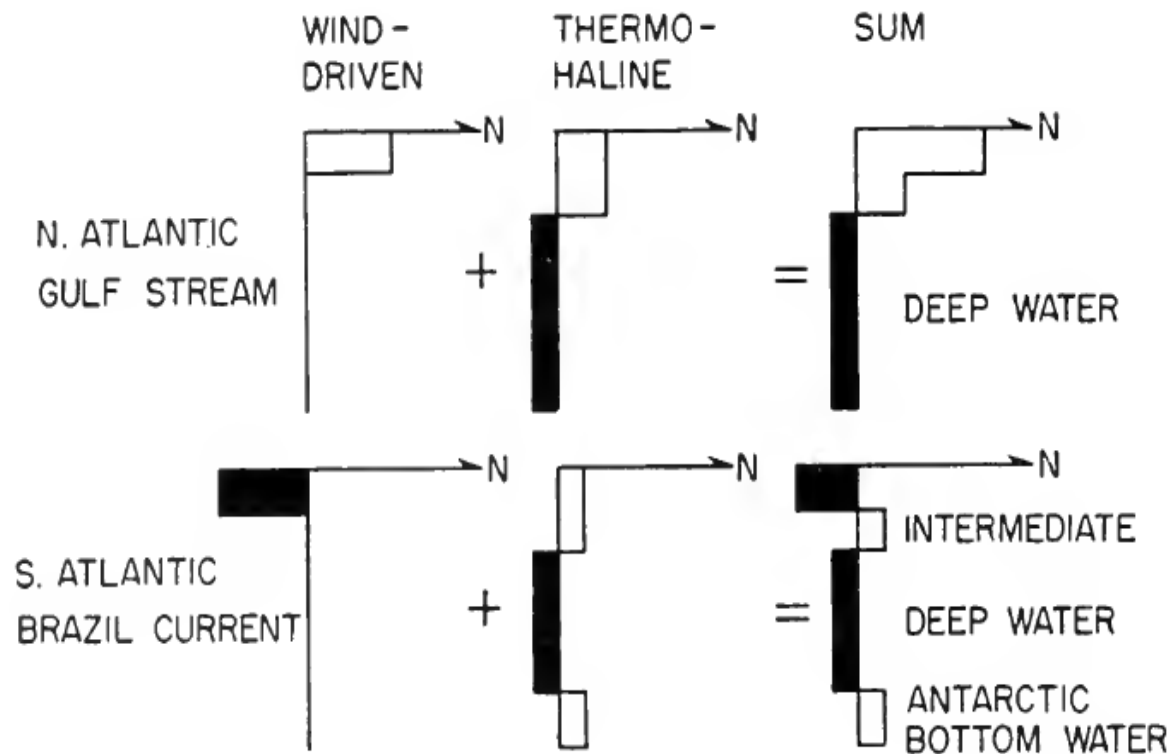 WIND-
DRIVEN
THERMO-
HALINE
SUM
N
N
N
N. ATLANTIC
GULF STREAM
+
=
DEEP WATER
N
N
N
S. ATLANTIC
BRAZIL CURRENT
+
=
INTERMEDIATE
DEEP WATER
ANTARCTIC
BOTTOM WATER